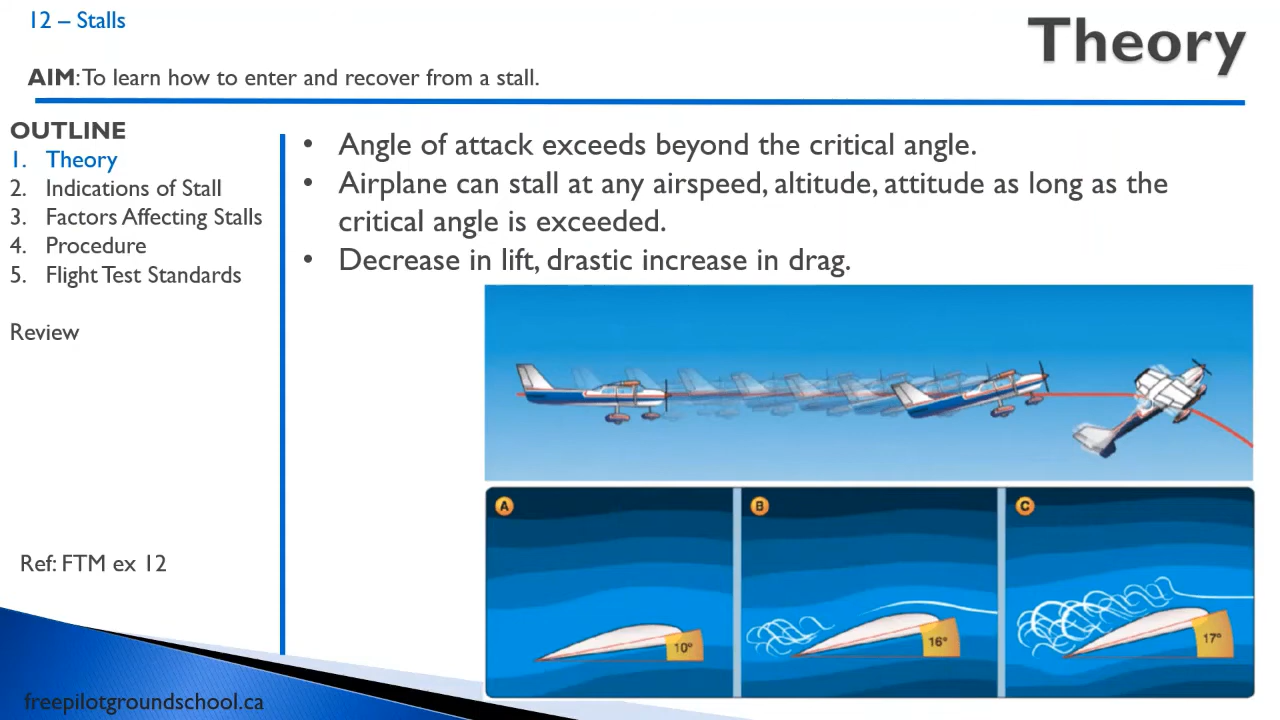 12 – Stalls
Theory
AIM: To learn how to enter and recover from a stall.
OUTLINE
1. Theory
2. Indications of Stall
3. Factors Affecting Stalls
4. Procedure
5. Flight Test Standards
Review
Ref: FTM ex 12
freepilotgroundschool.ca
• Angle of attack exceeds beyond the critical angle.
• Airplane can stall at any airspeed, altitude, attitude as long as the
critical angle is exceeded.
• Decrease in lift, drastic increase in drag.
A
B
C
10°
16°
17°